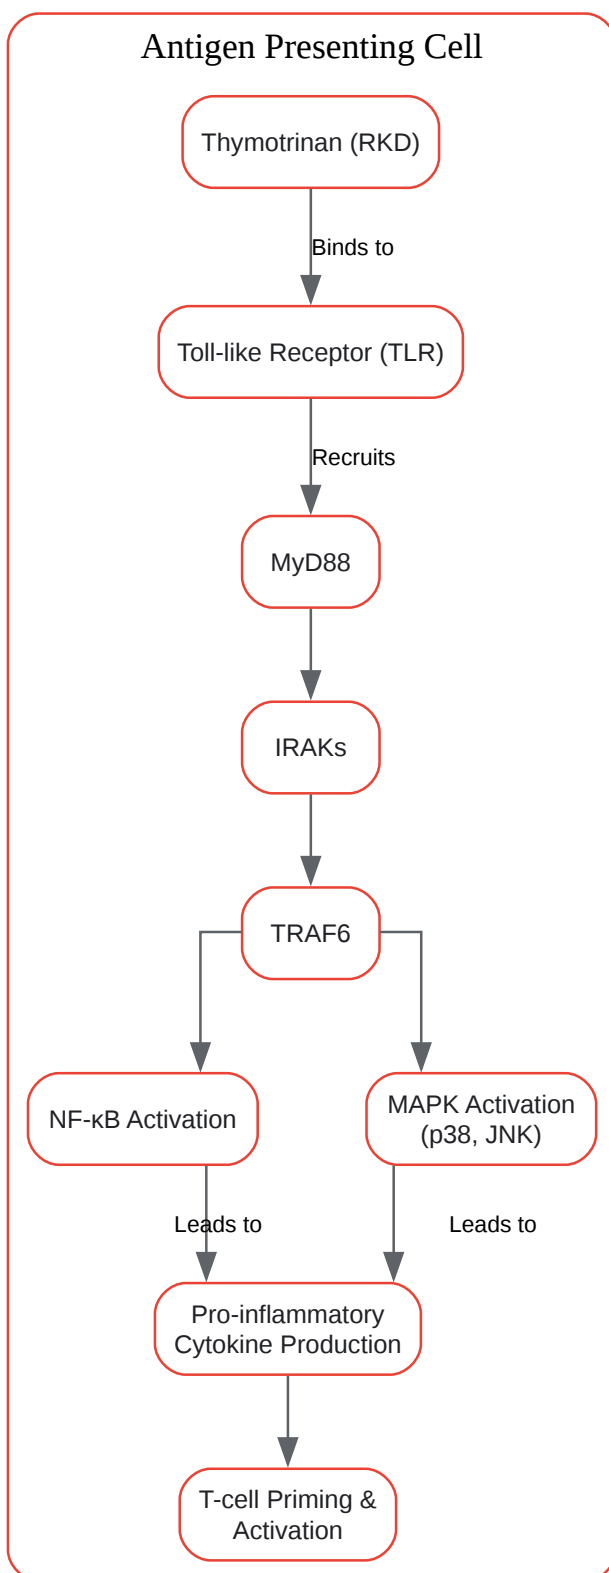 Antigen Presenting Cell
Thymotrinan (RKD)
Binds to
Toll-like Receptor (TLR)
Recruits
MyD88
IRAKs
TRAF6
NF-κB Activation
MAPK Activation
(p38, JNK)
Leads to
Leads to
Pro-inflammatory
Cytokine Production
T-cell Priming &
Activation